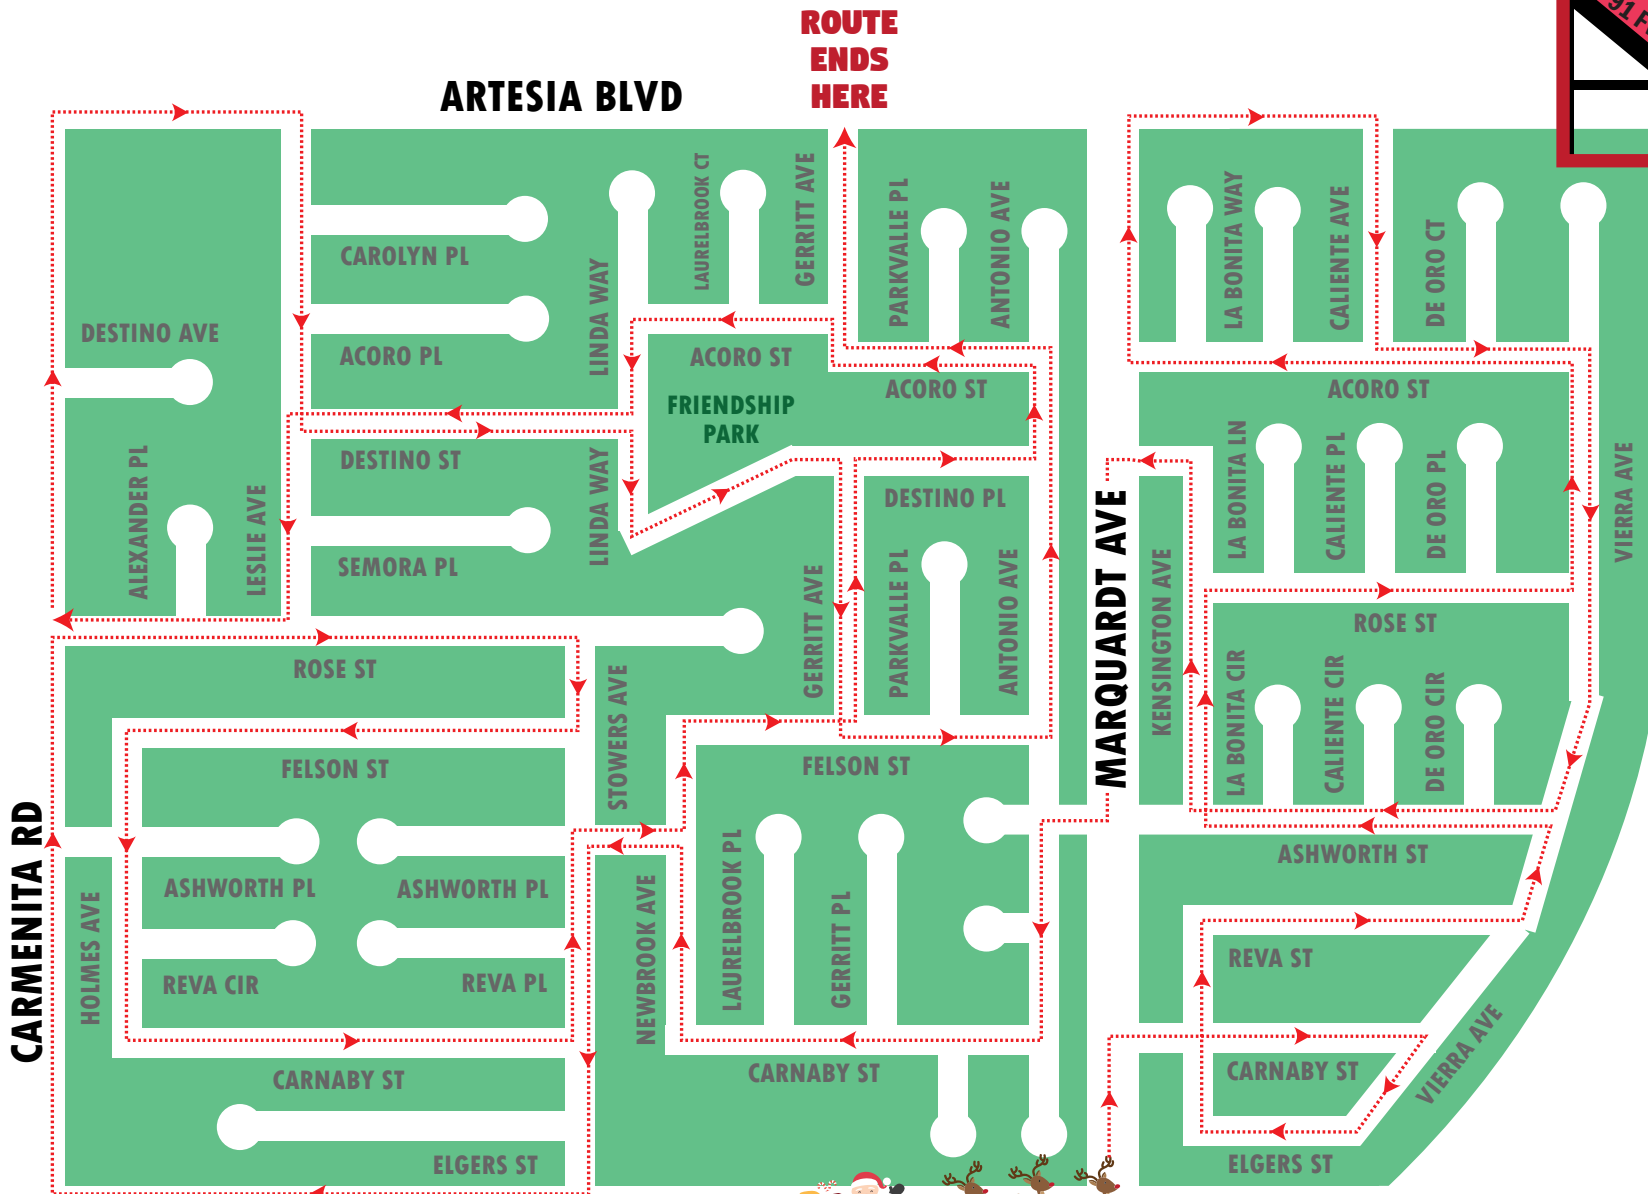 ROUTE
ENDS
HERE
91 F
ARTESIA BLVD
CAROLYN PL
LAURELBROOK CT
GERRITT AVE
PARKVALLE PL
ANTONIO AVE
LA BONITA WAY
CALIENTE AVE
DE ORO CT
DESTINO AVE
ACORO PL
LINDA WAY
ACORO ST
ACORO ST
ACORO ST
FRIENDSHIP
PARK
DESTINO ST
ALEXANDER PL
LESLIE AVE
LINDA WAY
DESTINO PL
LA BONITA LN
CALIENTE PL
DE ORO PL
VIERRA AVE
SEMORA PL
GERRITT AVE
PARKVALLE PL
ANTONIO AVE
MARQUARDT AVE
KENSINGTON AVE
ROSE ST
ROSE ST
STOWERS AVE
LA BONITA CIR
CALIENTE CIR
DE ORO CIR
FELSON ST
FELSON ST
CARMENITA RD
HOLMES AVE
ASHWORTH PL
ASHWORTH PL
NEWBROOK AVE
LAURELBROOK PL
GERRITT PL
ASHWORTH ST
REVA CIR
REVA PL
REVA ST
CARNABY ST
CARNABY ST
CARNABY ST
VIERRA AVE
ELGERS ST
ELGERS ST